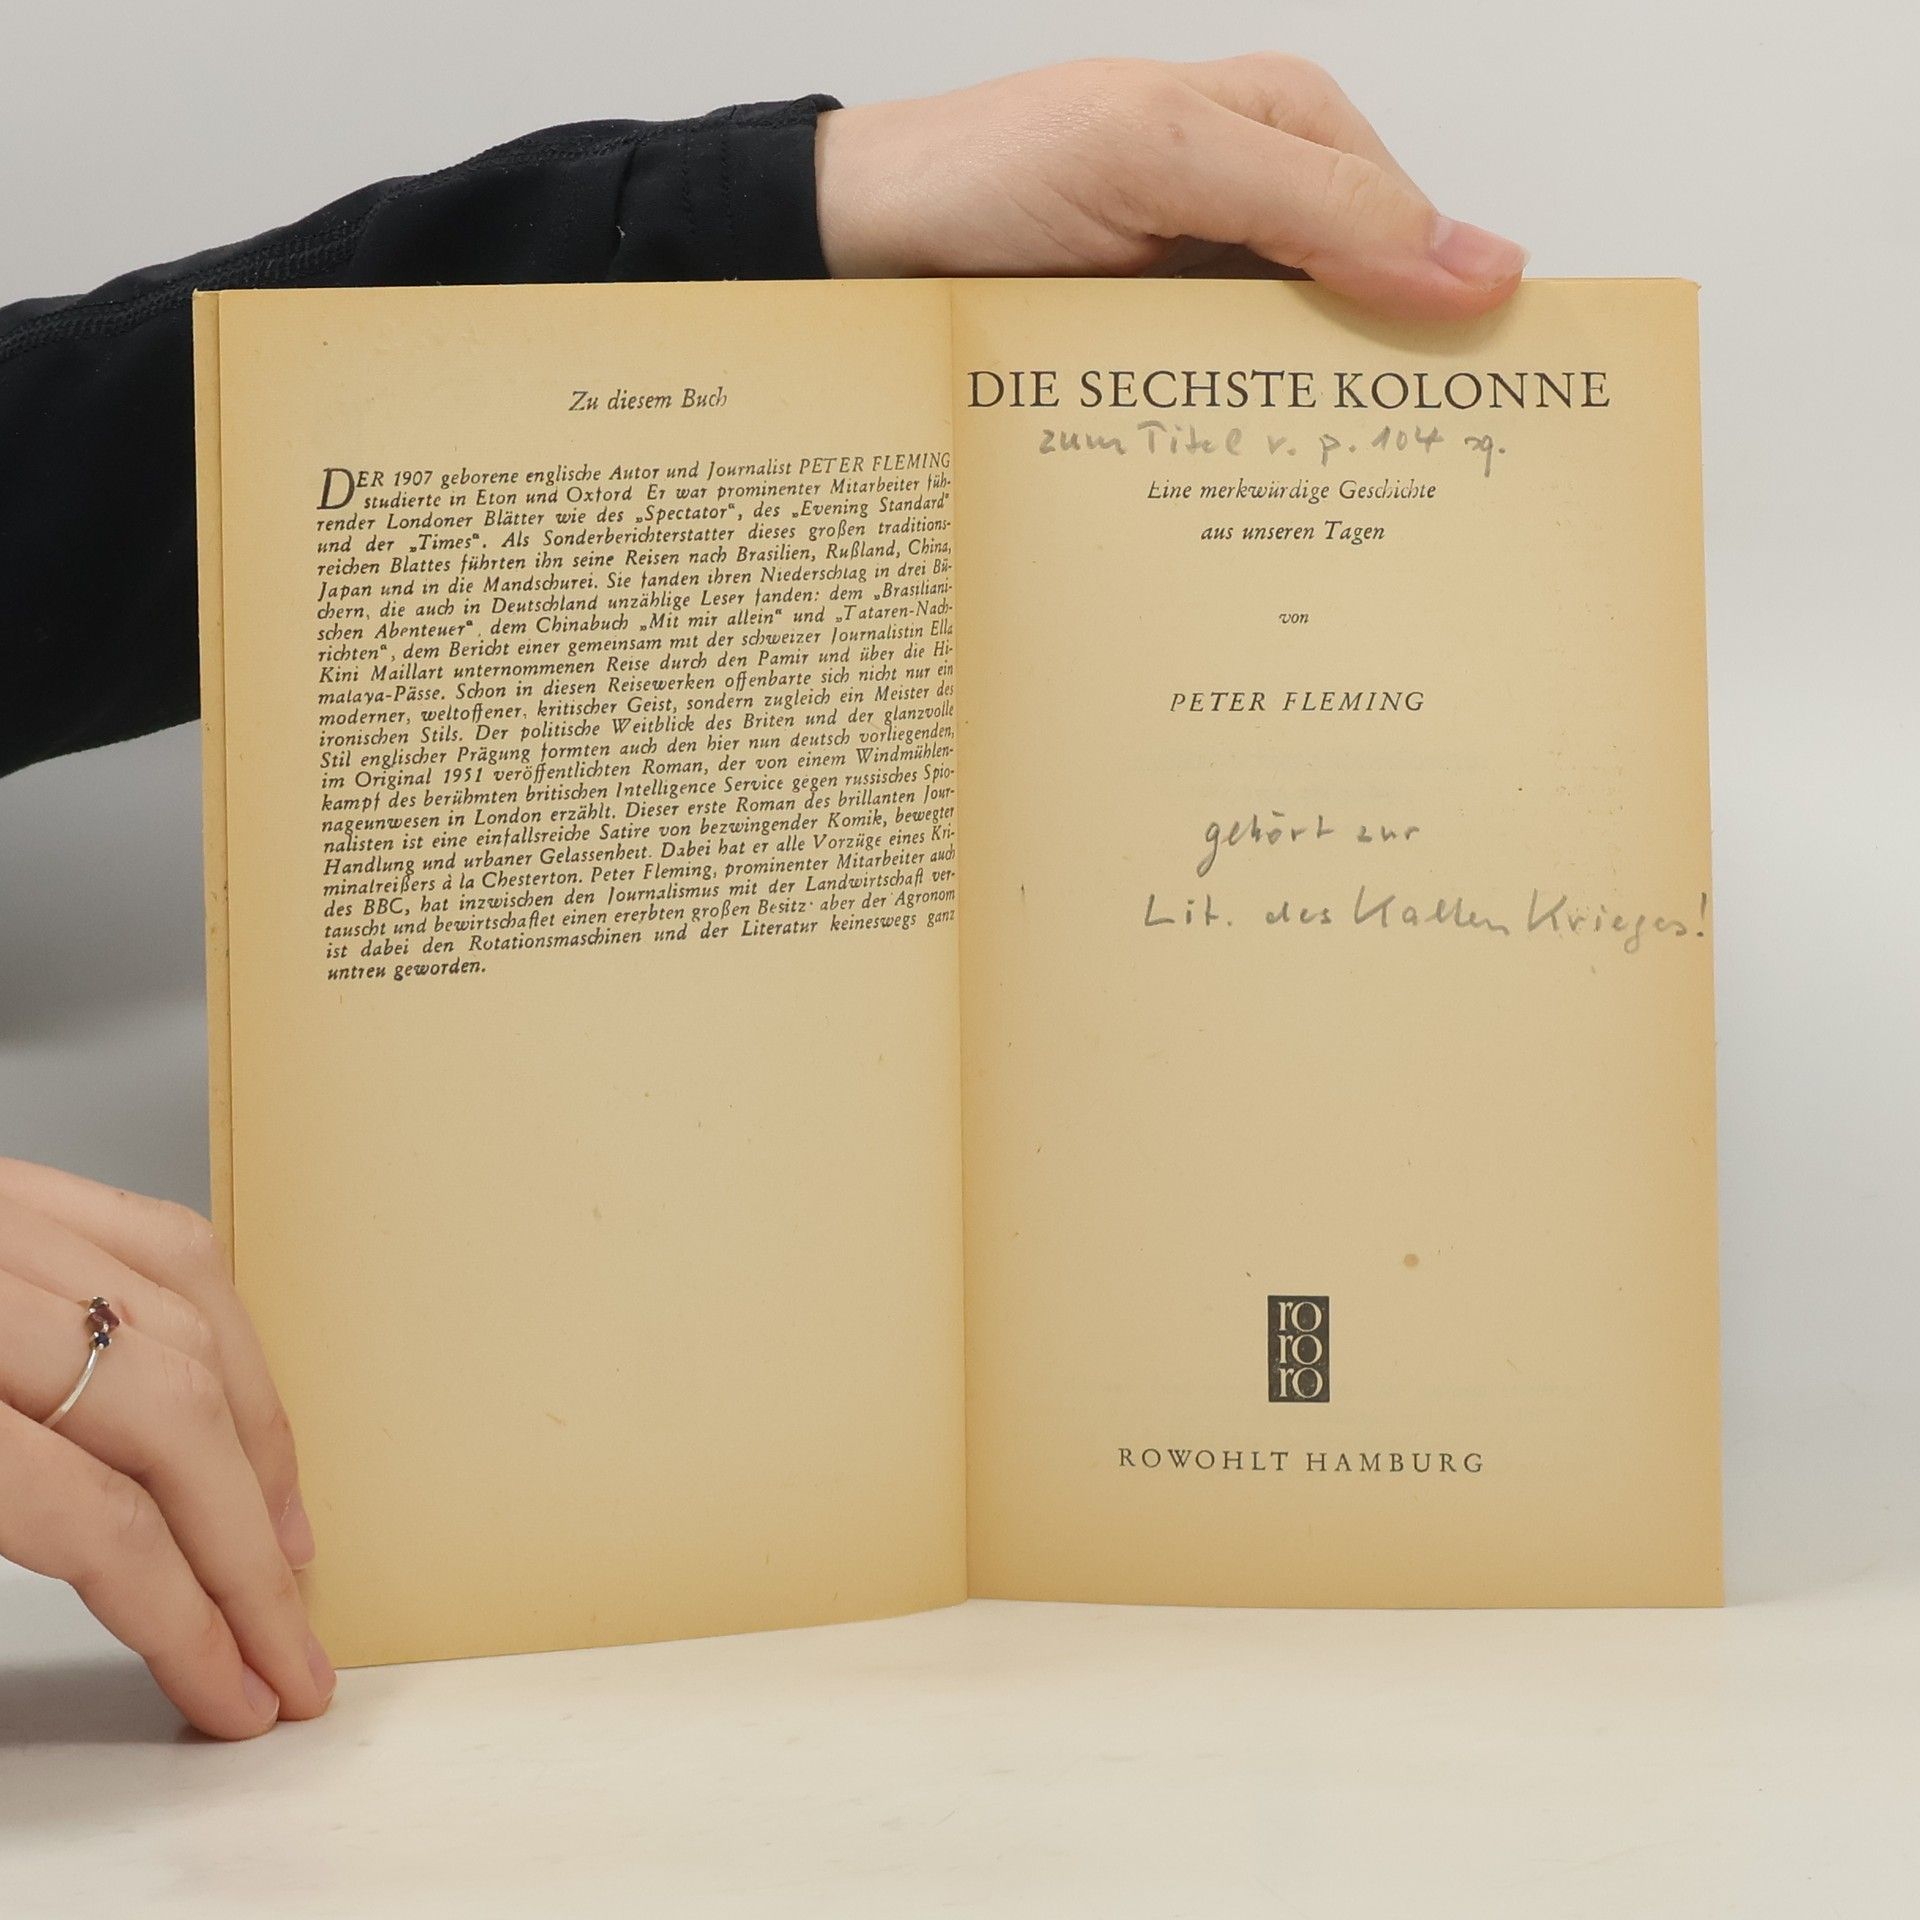 Zu diesem Buch
DER 1907 geborene englische Autor und Journalist PETER FLEMING
studierte in Eton und Oxford Er war prominenter Mitarbeiter füh-
render Londoner Blätter wie des „Spectator“, des „Evening Standard“
und der „Times“. Als Sonderberichterstatter dieses großen traditions-
reichen Blattes führten ihn seine Reisen nach Brasilien, Rußland, China,
Japan und in die Mandschurei. Sie fanden ihren Niederschlag in drei Bü-
chern, die auch in Deutschland unzählige Leser fanden: dem „Brasiliani-
schen Abenteuer“, dem Chinabuch „Mit mir allein“ und „Tataren-Nach-
richten“, dem Bericht einer gemeinsam mit der schweizer Journalistin Ella
Kini Maillart unternommenen Reise durch den Pamir und über die Hi-
malaya-Pässe. Schon in diesen Reisewerken offenbarte sich nicht nur ein
moderner, weltoffener, kritischer Geist, sondern zugleich ein Meister des
ironischen Stils. Der politische Weitblick des Briten und der glanzvolle
Stil englischer Prägung formten auch den hier nun deutsch vorliegenden,
im Original 1951 veröffentlichten Roman, der von einem Windmühlen-
kampf des berühmten britischen Intelligence Service gegen russisches Spio-
nageunwesen in London erzählt. Dieser erste Roman des brillanten Jour-
nalisten ist eine einfallsreiche Satire von bezwingender Komik, bewegter
Handlung und urbaner Gelassenheit. Dabei hat er alle Vorzüge eines Kri-
minalreißers à la Chesterton. Peter Fleming, prominenter Mitarbeiter auch
des BBC, hat inzwischen den Journalismus mit der Landwirtschaft ver-
tauscht und bewirtschaftet einen ererbten großen Besitz· aber der Agronom
ist dabei den Rotationsmaschinen und der Literatur keineswegs ganz
untreu geworden.
DIE SECHSTE KOLONNE
zum Titel v. p. 104 sq.
Eine merkwürdige Geschichte
aus unseren Tagen
von
PETER FLEMING
gehört zur
Lit. des Kalten Krieges!
ro
ro
ro
ROWOHLT HAMBURG